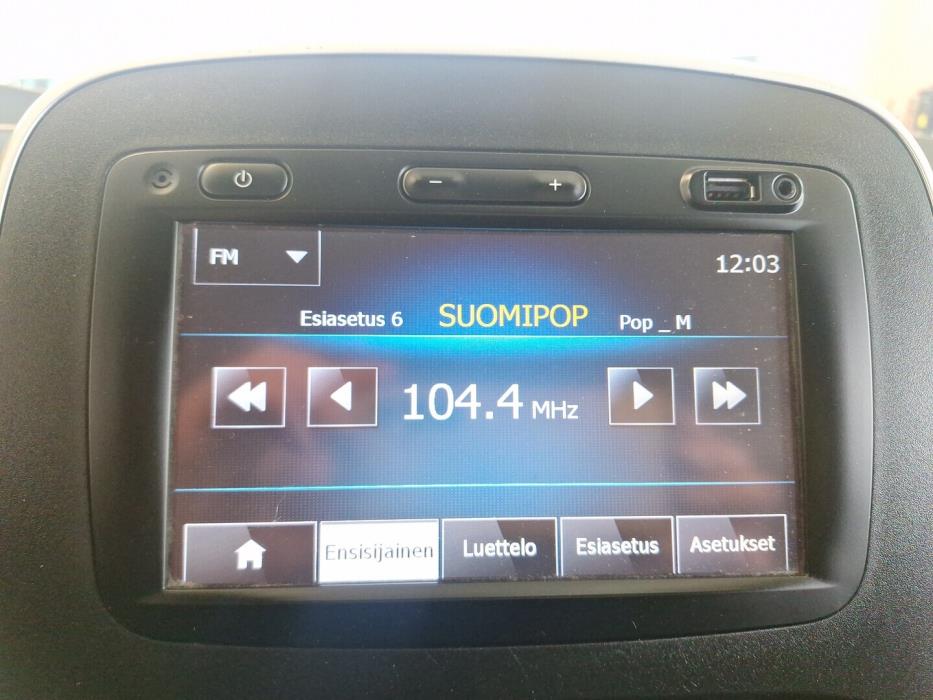 FM
12:03
Esiasetus 6 SUOMIPOP Pop _ M
104.4 MHz
Ensisijainen Luettelo Esiasetus Asetukset